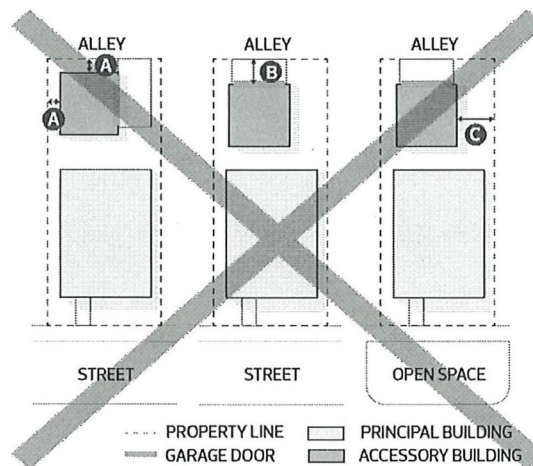 ALLEY ALLEY ALLEY
A B
A C
STREET STREET OPEN SPACE
PROPERTY LINE PRINCIPAL BUILDING
GARAGE DOOR ACCESSORY BUILDING